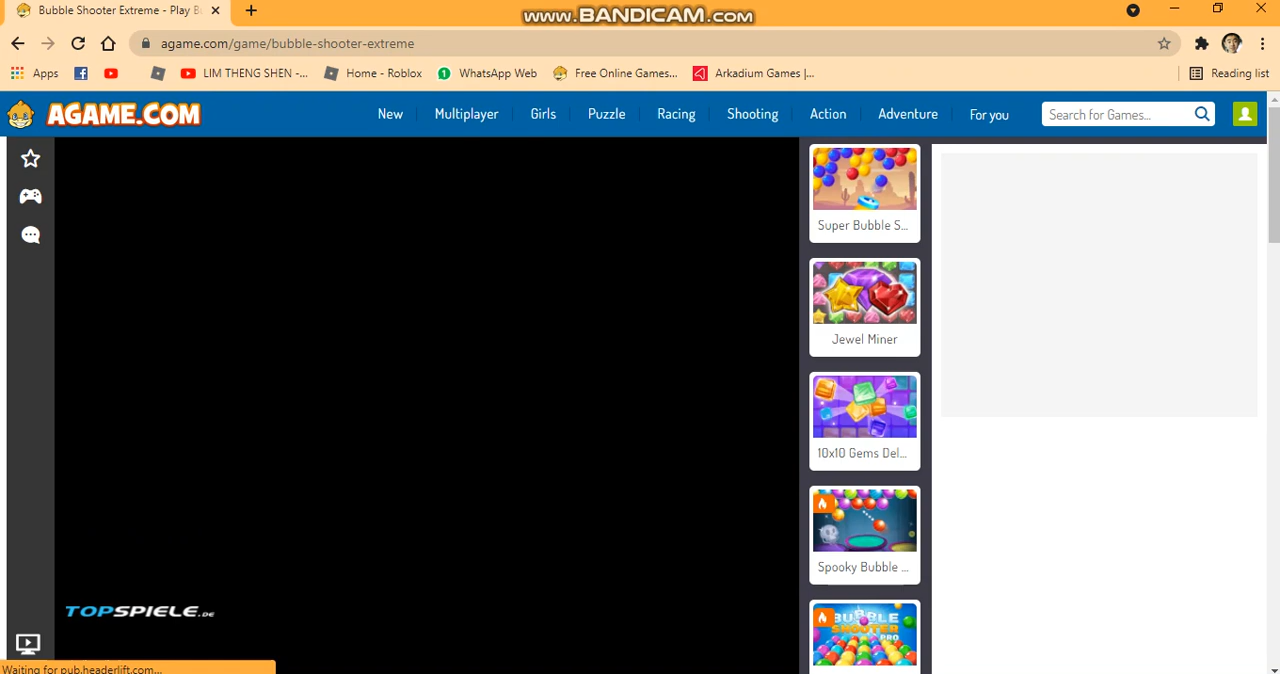 Bubble Shooter Extreme - Play B
www.BANDICAM.com
agame.com/game/bubble-shooter-extreme
Apps
LIM THENG SHEN -...
Home - Roblox
WhatsApp Web
Free Online Games...
Arkadium Games |...
Reading list
AGAME.COM
New
Multiplayer
Girls
Puzzle
Racing
Shooting
Action
Adventure
For you
Search for Games...
Super Bubble S...
Jewel Miner
10x10 Gems Del...
Spooky Bubble ...
BUBBLE
SHOOTER
PRO
TOPSPIELE.DE
Waiting for pub.headerlift.com...